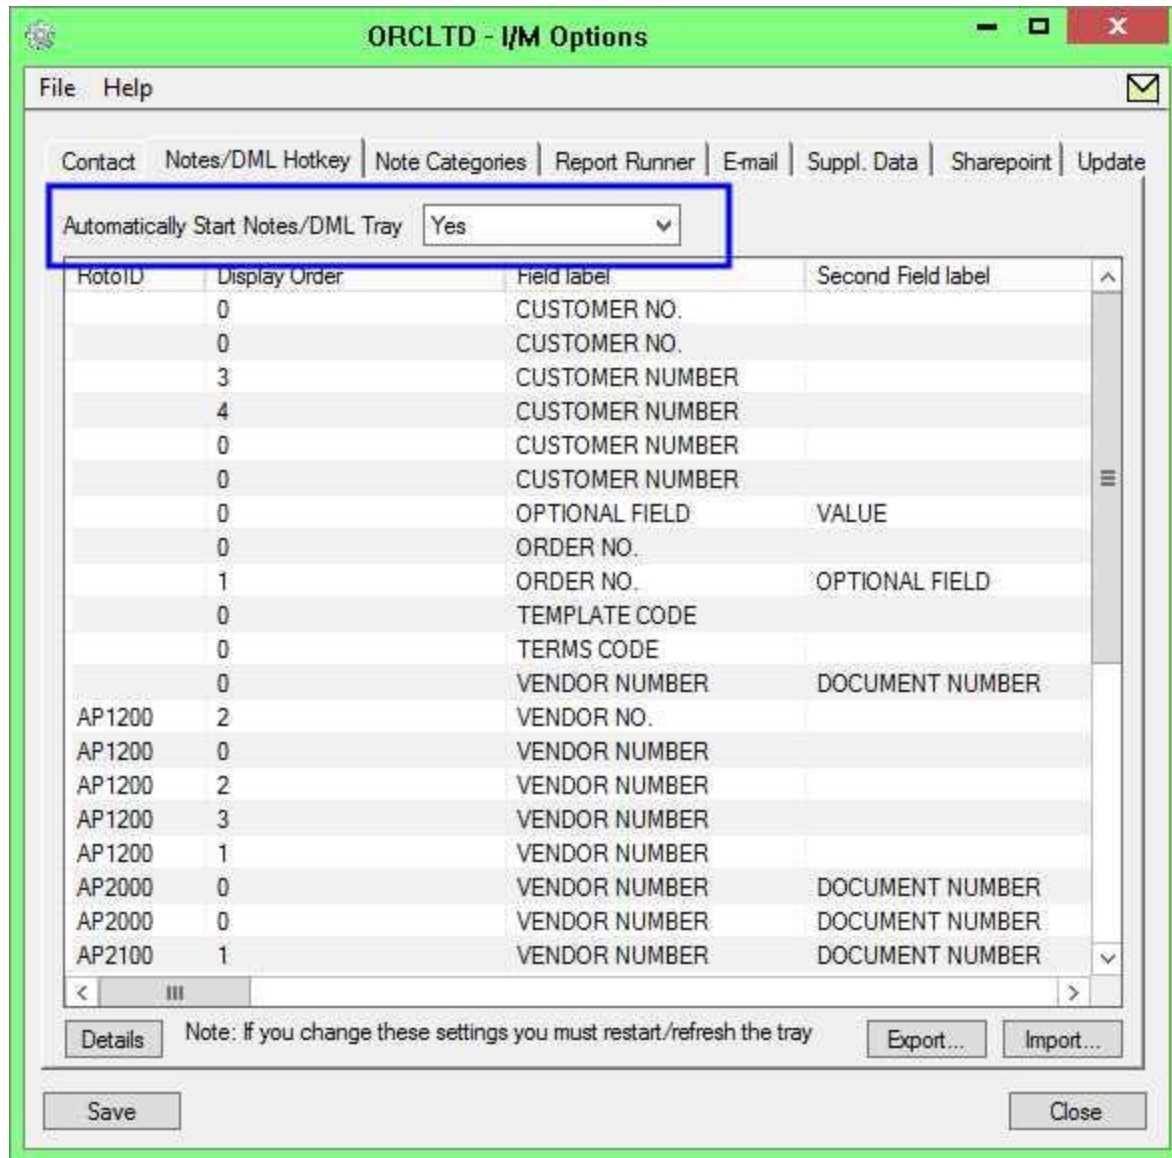 ORCLTD - I/M Options
File Help
Contact Notes/DML Hotkey Note Categories Report Runner E-mail Suppl. Data Sharepoint Update
Automatically Start Notes/DML Tray Yes
RotoID Display Order Field label Second Field label
0 CUSTOMER NO.
0 CUSTOMER NO.
3 CUSTOMER NUMBER
4 CUSTOMER NUMBER
0 CUSTOMER NUMBER
0 CUSTOMER NUMBER
0 OPTIONAL FIELD VALUE
0 ORDER NO.
1 ORDER NO. OPTIONAL FIELD
0 TEMPLATE CODE
0 TERMS CODE
0 VENDOR NUMBER DOCUMENT NUMBER
AP1200 2 VENDOR NO.
AP1200 0 VENDOR NUMBER
AP1200 2 VENDOR NUMBER
AP1200 3 VENDOR NUMBER
AP1200 1 VENDOR NUMBER
AP2000 0 VENDOR NUMBER DOCUMENT NUMBER
AP2000 0 VENDOR NUMBER DOCUMENT NUMBER
AP2100 1 VENDOR NUMBER DOCUMENT NUMBER
Details Note: If you change these settings you must restart/refresh the tray Export... Import...
Save Close